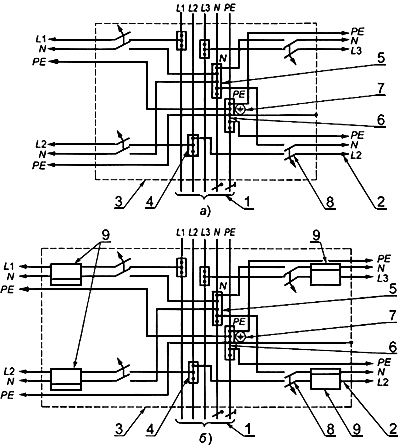 L1 L2 L3 N PE
L1 PE
N N
PE L3
N 5
PE 7
6
L2 PE
N N
PE L2
3 4 1 8 2
а)
9 L1 L2 L3 N PE 9
L1 PE
N N
PE L3
N 5
PE 7
6
L2 PE
N N
PE L2
3 4 1 8 9 2
б)